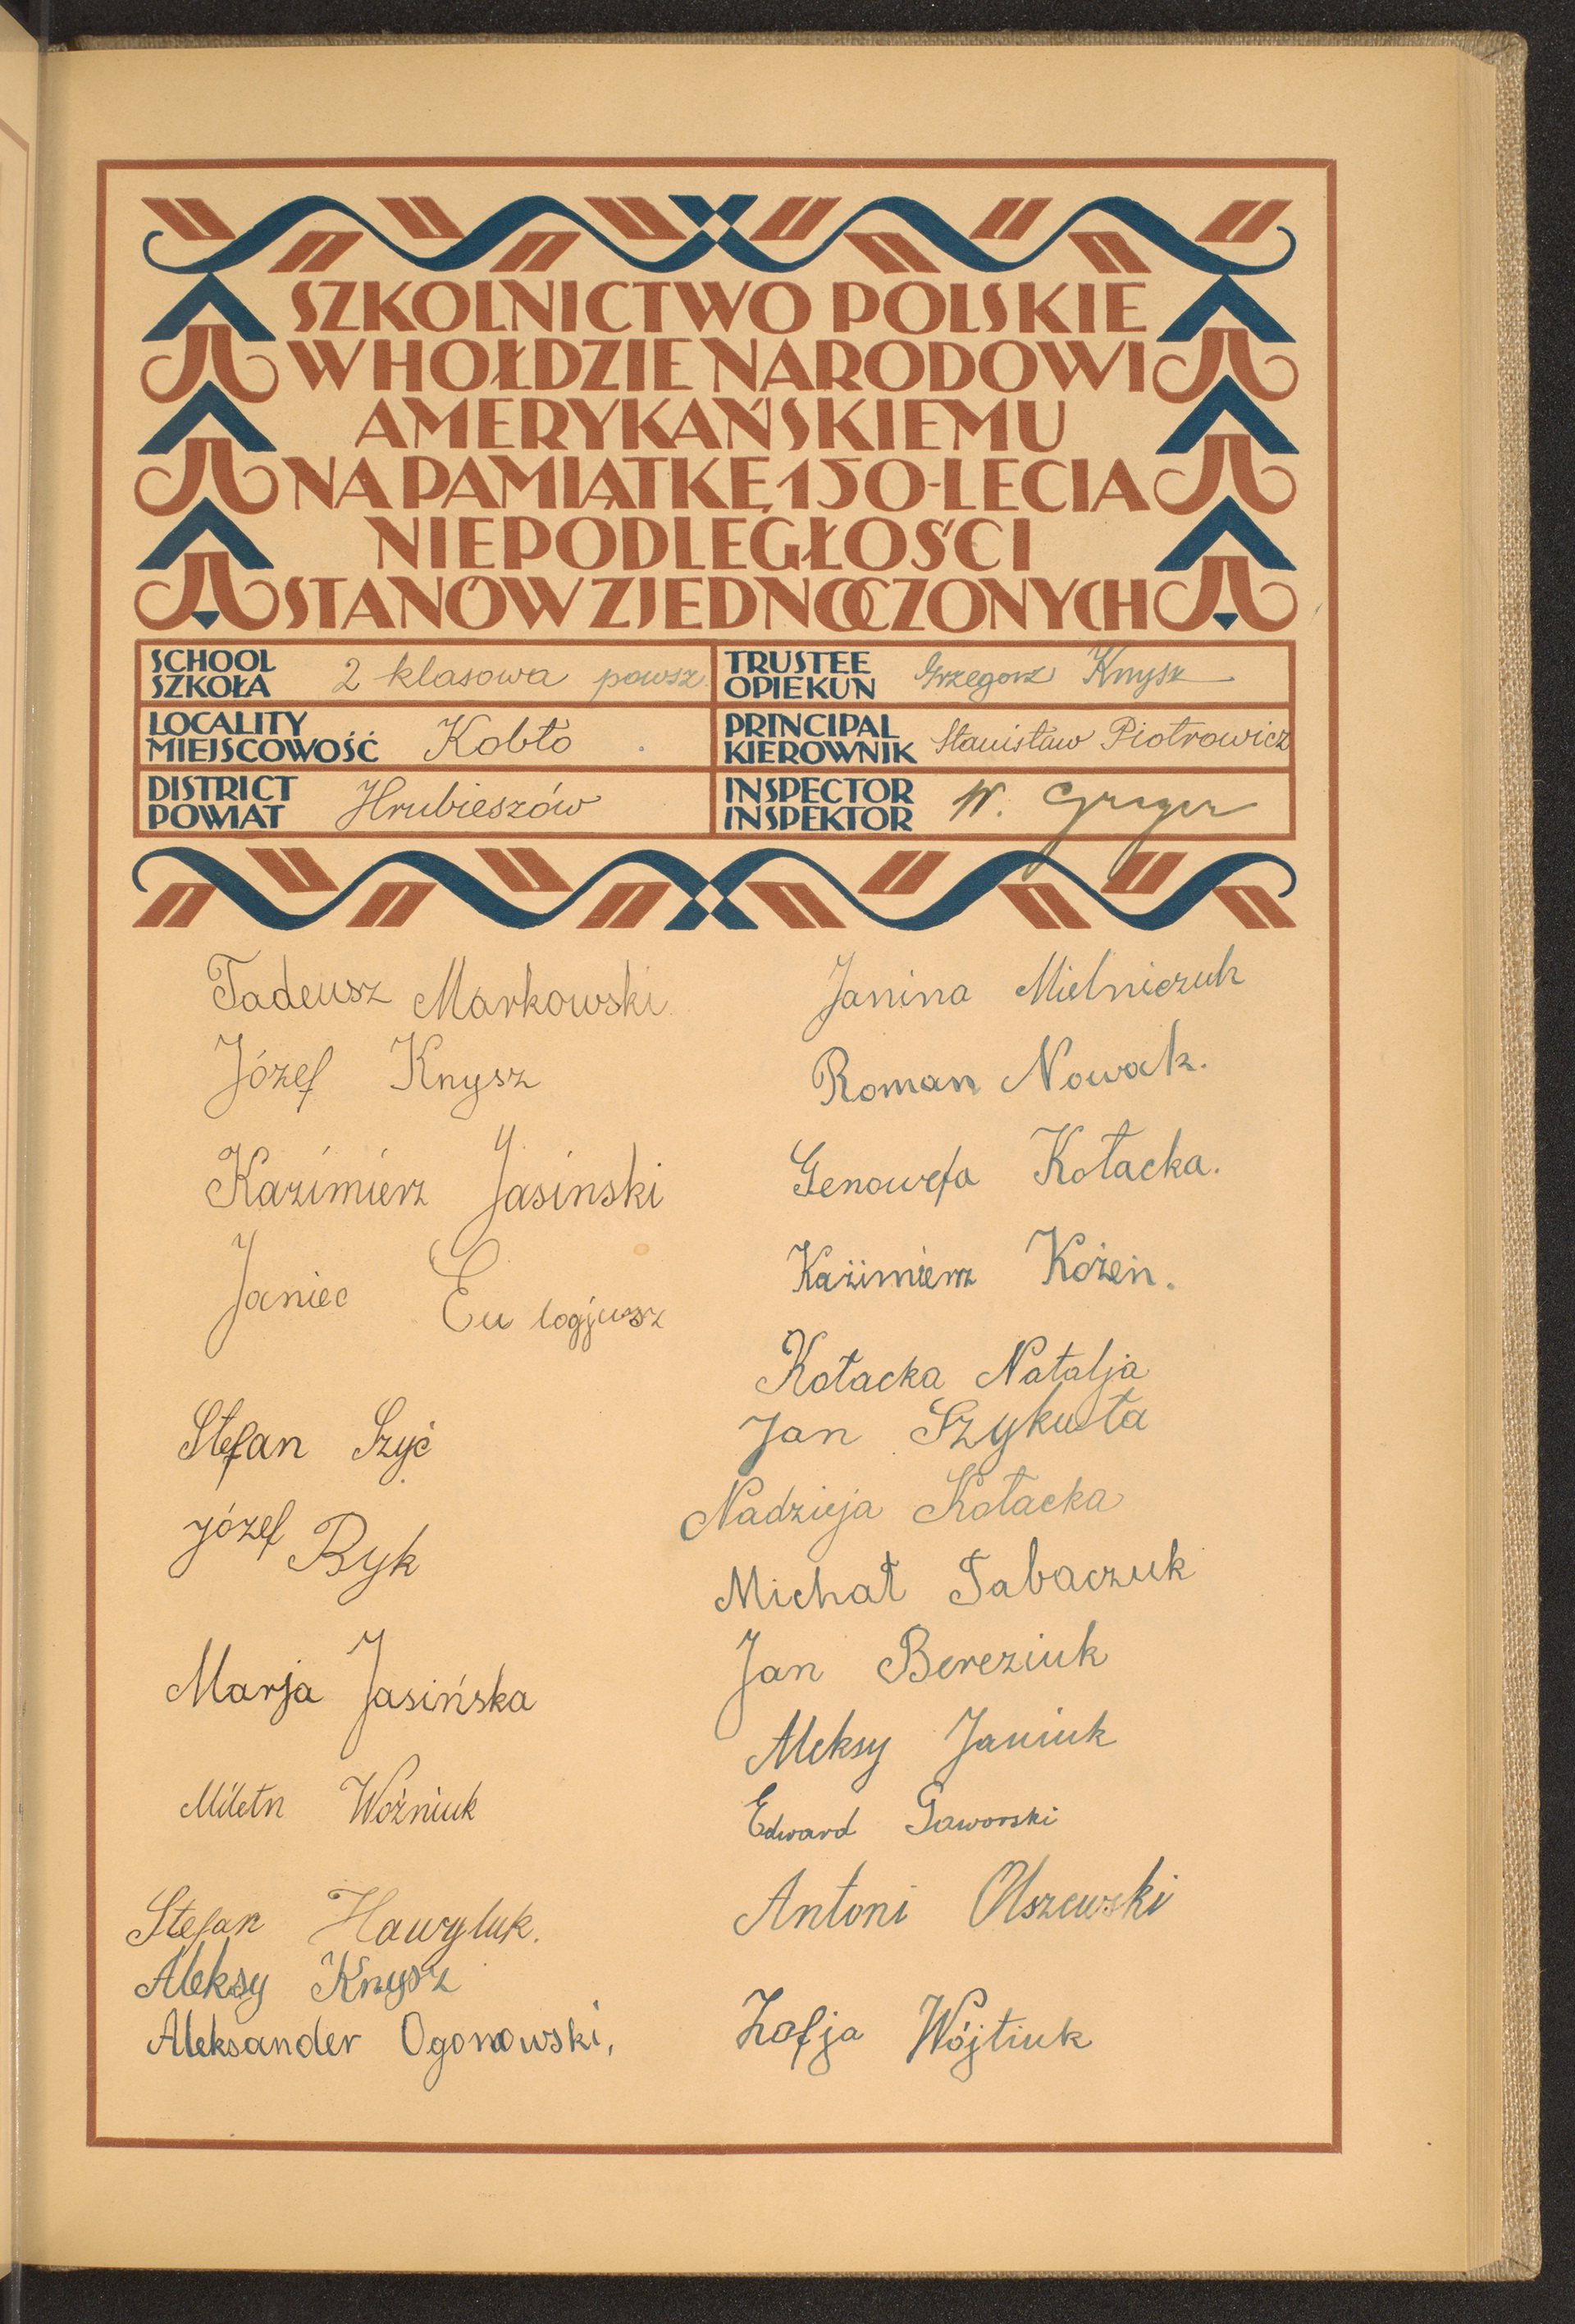 SZKOLNICTWO POLSKIE
W HOŁDZIE NARODOWI
AMERYKAŃSKIEMU
NA PAMIĄTKĘ 150-LECIA
NIEPODLEGŁOŚCI
STANÓW ZJEDNOCZONYCH
SCHOOL
SZKOŁA 2 klasowa powsz.
LOCALITY
MIEJSCOWOŚĆ Kobło
DISTRICT
POWIAT Hrubieszów
TRUSTEE
OPIEKUN Grzegorz Knysz
PRINCIPAL
KIEROWNIK Stanisław Piotrowicz
INSPECTOR
INSPEKTOR W.
Tadeusz Markowski
Józef Knysz
Kazimierz Jasinski
Janiec Eulogjusz
Stefan Szyć
Józef Ryk
Marja Jasińska
Woźniuk
Stefan Hawryluk.
Aleksy Knysz
Aleksander Ogonowski,
Janina Mielniczuk
Roman Nowak.
Genowefa Kołacka.
Kazimierz Kożen.
Kołacka Natalja
Jan Szykuła
Nadzieja Kołacka
Michał Tabaczuk
Jan Bereziuk
Aleksy Janiuk
Edward Gaworski
Antoni Olszewski
Zofja Wójtiuk